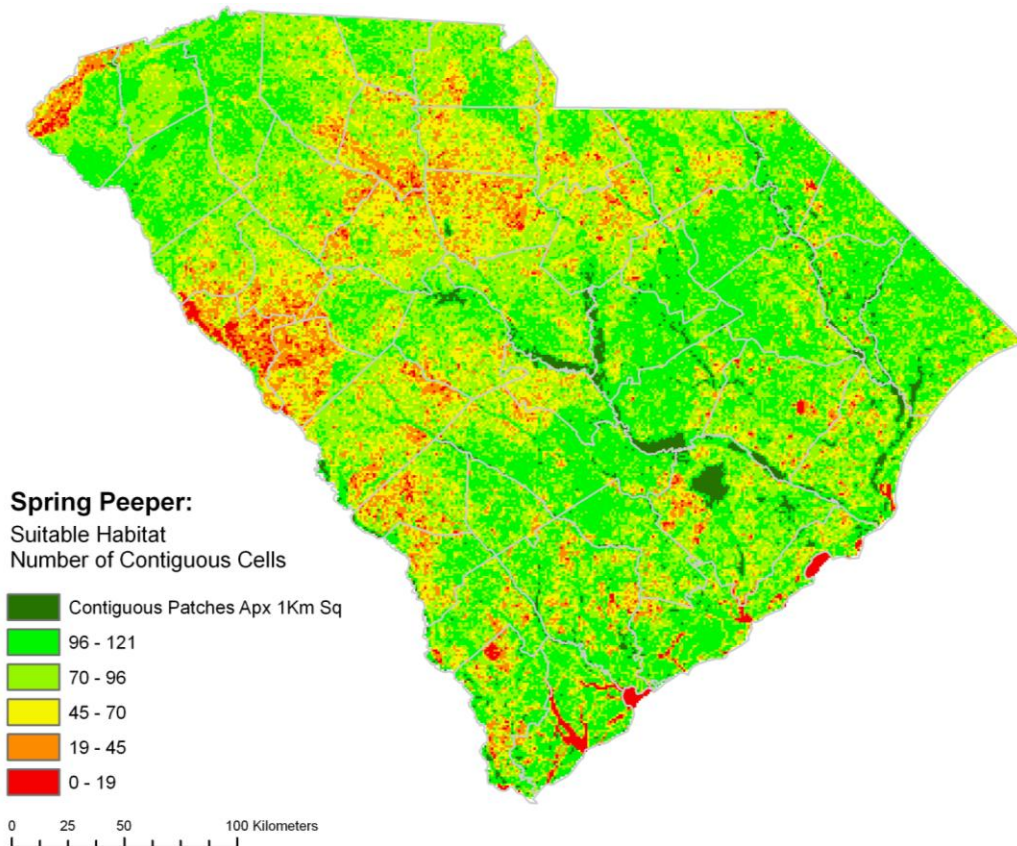 Spring Peeper:
Suitable Habitat
Number of Contiguous Cells
Contiguous Patches Apx 1Km Sq
96 - 121
70 - 96
45 - 70
19 - 45
0 - 19
0 25 50 100 Kilometers